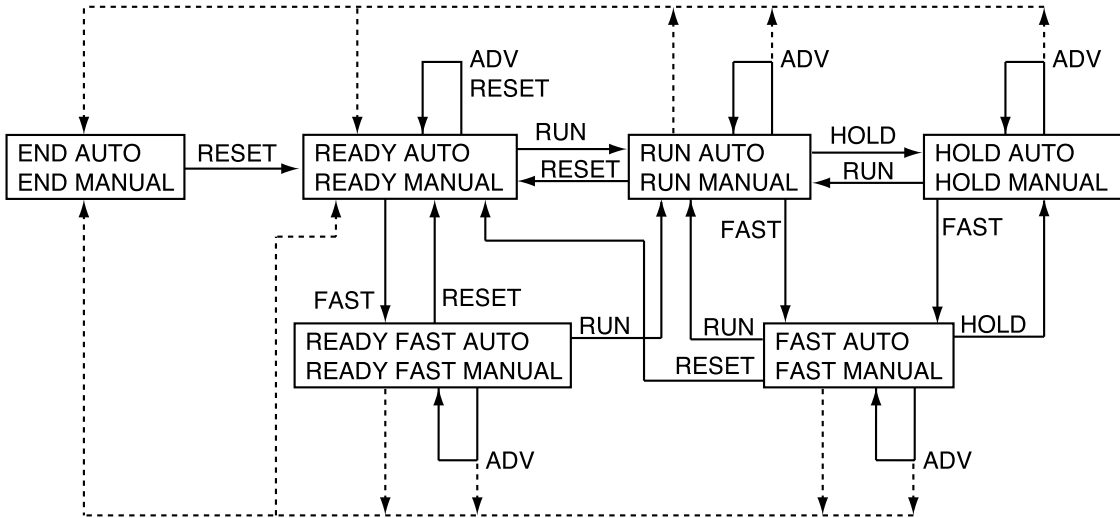 ADV
RESET
ADV
ADV
END AUTO
END MANUAL
RESET
READY AUTO
READY MANUAL
RUN
RESET
RUN AUTO
RUN MANUAL
HOLD
RUN
HOLD AUTO
HOLD MANUAL
FAST
RESET
FAST
FAST
READY FAST AUTO
READY FAST MANUAL
RUN
RUN
RESET
FAST AUTO
FAST MANUAL
HOLD
ADV
ADV